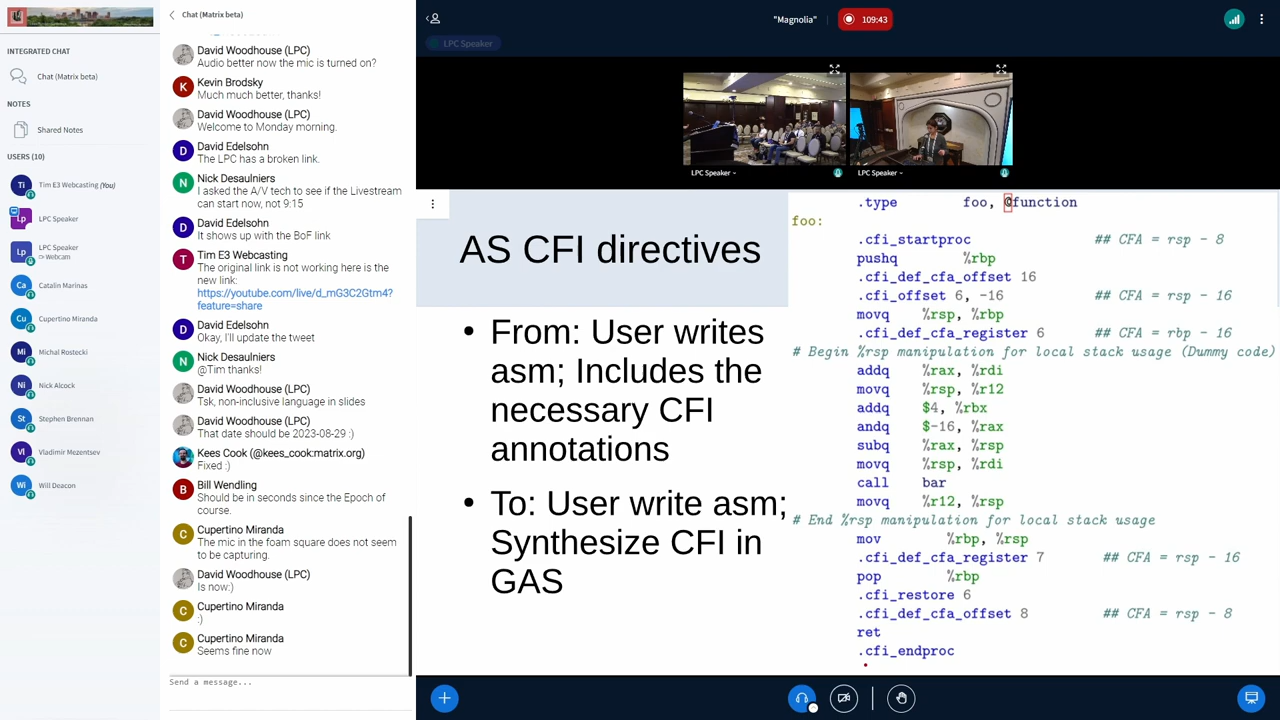 INTEGRATED CHAT
Chat (Matrix beta)
NOTES
Shared Notes
USERS (10)
Ti Tim E3 Webcasting (You)
Lp LPC Speaker
Lp LPC Speaker
Webcam
Ca Catalin Marinas
Cu Cupertino Miranda
Mi Michal Rostecki
Ni Nick Alcock
St Stephen Brennan
Vl Vladimir Mezentsev
Wi Will Deacon
Chat (Matrix beta)
David Woodhouse (LPC)
Audio better now the mic is turned on?
K Kevin Brodsky
Much much better, thanks!
David Woodhouse (LPC)
Welcome to Monday morning.
D David Edelsohn
The LPC has a broken link.
N Nick Desaulniers
I asked the A/V tech to see if the Livestream
can start now, not 9:15
D David Edelsohn
It shows up with the BoF link
T Tim E3 Webcasting
The original link is not working here is the
new link:
https://youtube.com/live/d_mG3C2Gtm4?
feature=share
D David Edelsohn
Okay, I'll update the tweet
N Nick Desaulniers
@Tim thanks!
David Woodhouse (LPC)
Tsk, non-inclusive language in slides
David Woodhouse (LPC)
That date should be 2023-08-29 :)
Kees Cook (@kees_cook:matrix.org)
Fixed :)
B Bill Wendling
Should be in seconds since the Epoch of
course.
C Cupertino Miranda
The mic in the foam square does not seem
to be capturing.
David Woodhouse (LPC)
Is now:)
C Cupertino Miranda
:)
C Cupertino Miranda
Seems fine now
Send a message...
"Magnolia"
109:43
LPC Speaker
LPC Speaker
LPC Speaker
AS CFI directives
• From: User writes
asm; Includes the
necessary CFI
annotations
• To: User write asm;
Synthesize CFI in
GAS
.type foo, @function
foo:
.cfi_startproc ## CFA = rsp - 8
pushq %rbp
.cfi_def_cfa_offset 16
.cfi_offset 6, -16 ## CFA = rsp - 16
movq %rsp, %rbp
.cfi_def_cfa_register 6 ## CFA = rbp - 16
# Begin %rsp manipulation for local stack usage (Dummy code)
addq %rax, %rdi
movq %rsp, %r12
addq $4, %rbx
andq $-16, %rax
subq %rax, %rsp
movq %rsp, %rdi
call bar
movq %r12, %rsp
# End %rsp manipulation for local stack usage
mov %rbp, %rsp
.cfi_def_cfa_register 7 ## CFA = rsp - 16
pop %rbp
.cfi_restore 6
.cfi_def_cfa_offset 8 ## CFA = rsp - 8
ret
.cfi_endproc